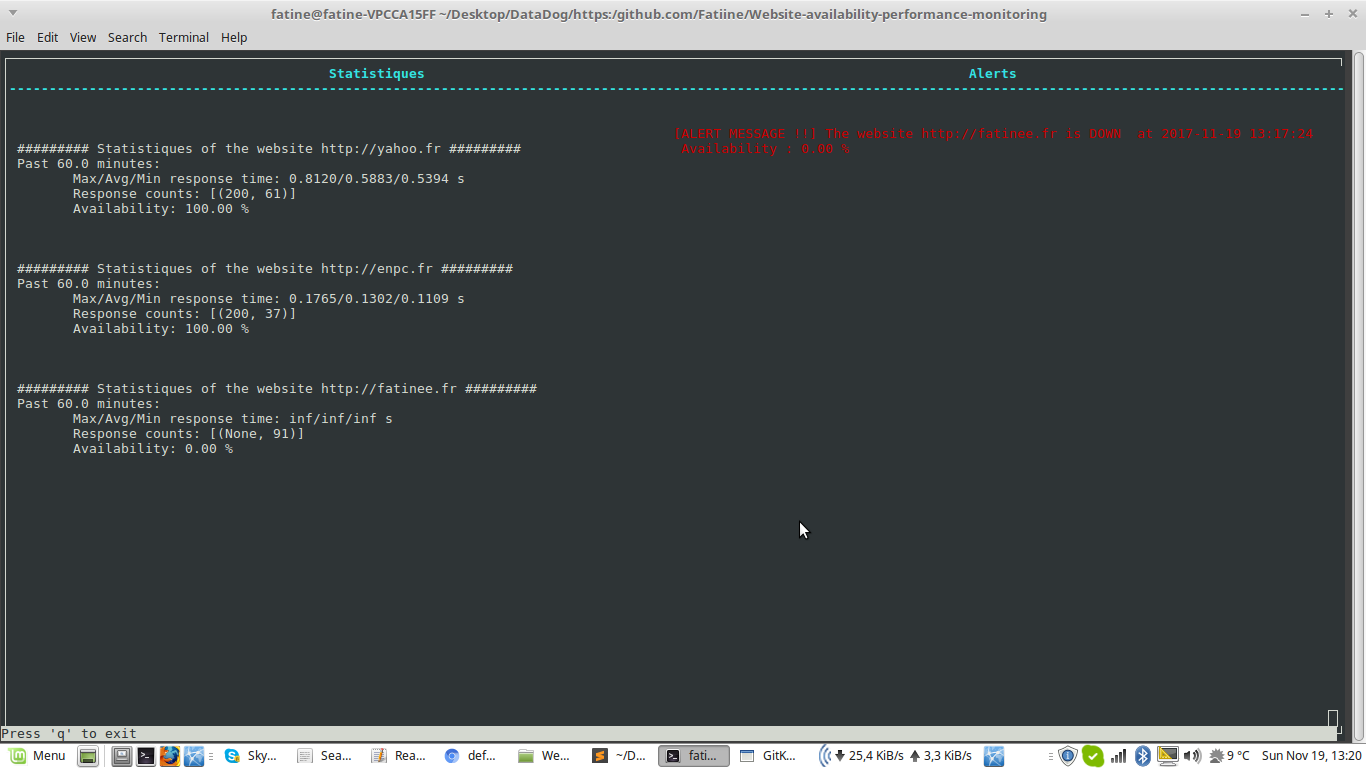 fatine@fatine-VPCCA15FF ~/Desktop/DataDog/https:/github.com/Fatiine/Website-availability-performance-monitoring
File Edit View Search Terminal Help
Statistiques
Alerts
[ALERT MESSAGE !!] The website http://fatinee.fr is DOWN  at 2017-11-19 13:17:24
Availability : 0.00 %
######### Statistiques of the website http://yahoo.fr #########
Past 60.0 minutes:
Max/Avg/Min response time: 0.8120/0.5883/0.5394 s
Response counts: [(200, 61)]
Availability: 100.00 %
######### Statistiques of the website http://enpc.fr #########
Past 60.0 minutes:
Max/Avg/Min response time: 0.1765/0.1302/0.1109 s
Response counts: [(200, 37)]
Availability: 100.00 %
######### Statistiques of the website http://fatinee.fr #########
Past 60.0 minutes:
Max/Avg/Min response time: inf/inf/inf s
Response counts: [(None, 91)]
Availability: 0.00 %
Press 'q' to exit
Menu Sky... Sea... Rea... def... We... ~/D... fati... GitK... 25,4 KiB/s 3,3 KiB/s 9 °C Sun Nov 19, 13:20